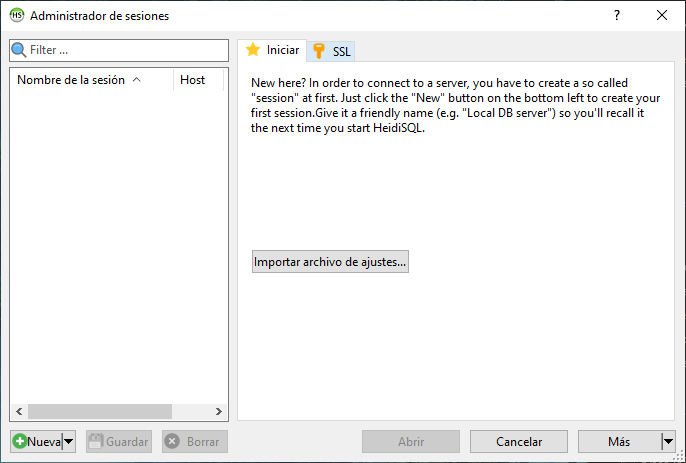 HS Administrador de sesiones ?
Filter ...
Nombre de la sesión Host
Iniciar SSL
New here? In order to connect to a server, you have to create a so called
"session" at first. Just click the "New" button on the bottom left to create your
first session.Give it a friendly name (e.g. "Local DB server") so you'll recall it
the next time you start HeidiSQL.
Importar archivo de ajustes...
Nueva Guardar Borrar Abrir Cancelar Más